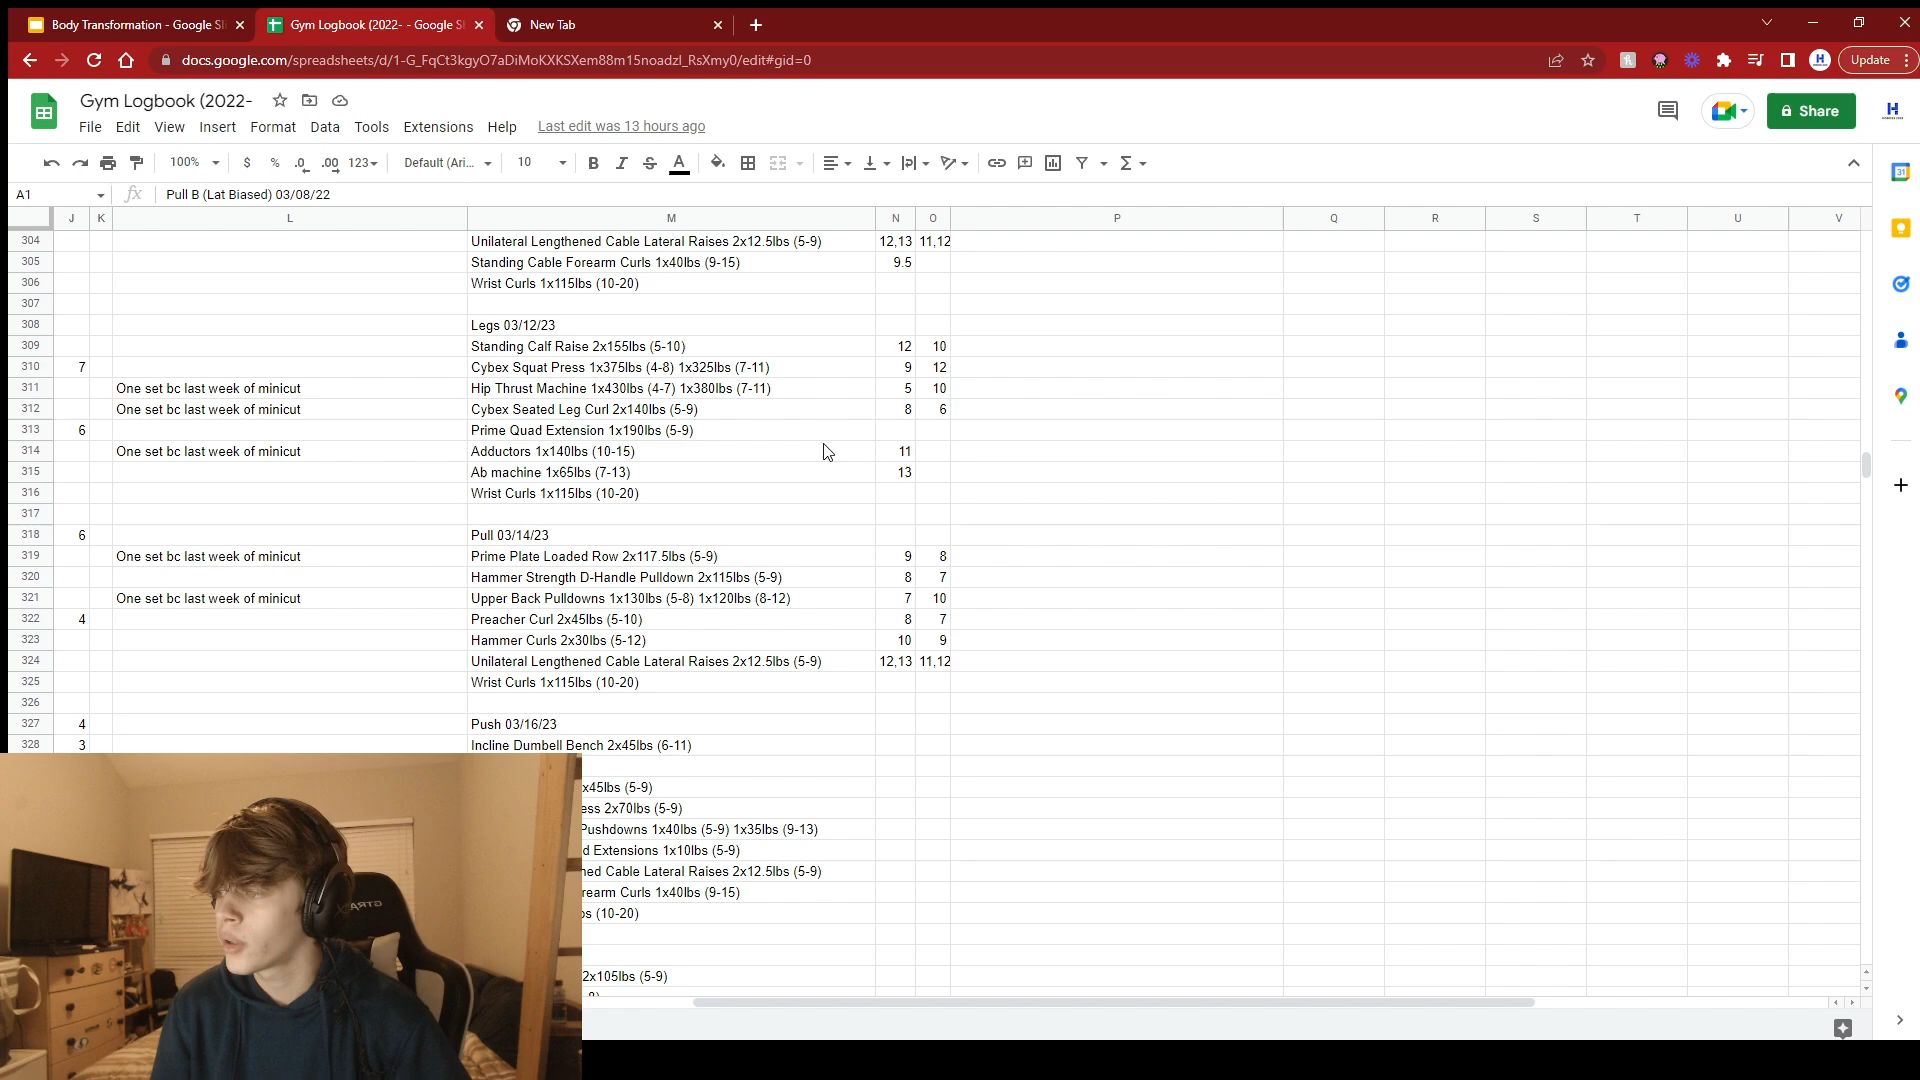 Body Transformation - Google Sl
Gym Logbook (2022- - Google Sh
New Tab
docs.google.com/spreadsheets/d/1-G_FqCt3kgyO7aDiMoKXKSXem88m15noadzI_RsXmy0/edit#gid=0
Update
Gym Logbook (2022-
File Edit View Insert Format Data Tools Extensions Help Last edit was 13 hours ago
Share
100% $ % .0 .00 123 Default (Ari... 10 B I S A
A1 fx Pull B (Lat Biased) 03/08/22
J K L M N O P Q R S T U V
304 Unilateral Lengthened Cable Lateral Raises 2x12.5lbs (5-9) 12,13 11,12
305 Standing Cable Forearm Curls 1x40lbs (9-15) 9.5
306 Wrist Curls 1x115lbs (10-20)
307
308 Legs 03/12/23
309 Standing Calf Raise 2x155lbs (5-10) 12 10
310 7 Cybex Squat Press 1x375lbs (4-8) 1x325lbs (7-11) 9 12
311 One set bc last week of minicut Hip Thrust Machine 1x430lbs (4-7) 1x380lbs (7-11) 5 10
312 One set bc last week of minicut Cybex Seated Leg Curl 2x140lbs (5-9) 8 6
313 6 Prime Quad Extension 1x190lbs (5-9)
314 One set bc last week of minicut Adductors 1x140lbs (10-15) 11
315 Ab machine 1x65lbs (7-13) 13
316 Wrist Curls 1x115lbs (10-20)
317
318 6 Pull 03/14/23
319 One set bc last week of minicut Prime Plate Loaded Row 2x117.5lbs (5-9) 9 8
320 Hammer Strength D-Handle Pulldown 2x115lbs (5-9) 8 7
321 One set bc last week of minicut Upper Back Pulldowns 1x130lbs (5-8) 1x120lbs (8-12) 7 10
322 4 Preacher Curl 2x45lbs (5-10) 8 7
323 Hammer Curls 2x30lbs (5-12) 10 9
324 Unilateral Lengthened Cable Lateral Raises 2x12.5lbs (5-9) 12,13 11,12
325 Wrist Curls 1x115lbs (10-20)
326
327 4 Push 03/16/23
328 3 Incline Dumbell Bench 2x45lbs (6-11)
x45lbs (5-9)
ess 2x70lbs (5-9)
Pushdowns 1x40lbs (5-9) 1x35lbs (9-13)
d Extensions 1x10lbs (5-9)
ned Cable Lateral Raises 2x12.5lbs (5-9)
rearm Curls 1x40lbs (9-15)
bs (10-20)
2x105lbs (5-9)